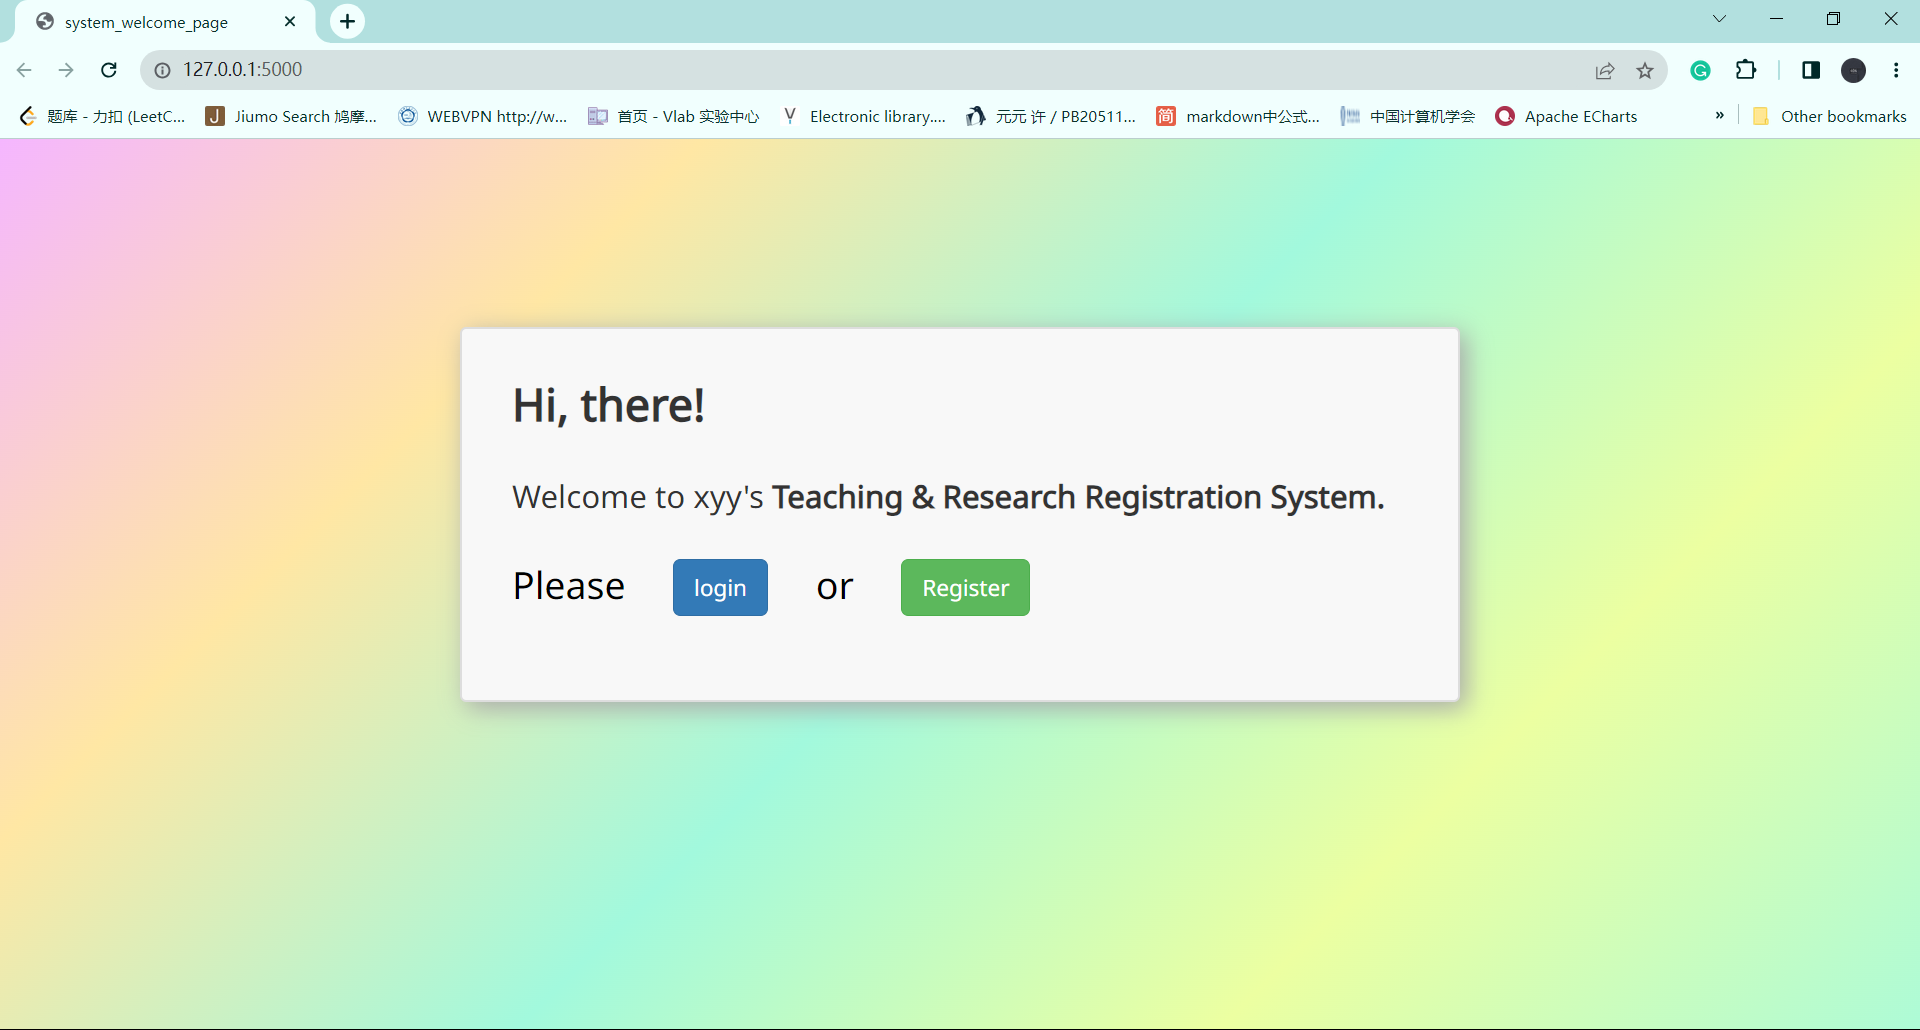 system_welcome_page
127.0.0.1:5000
题库 - 力扣 (LeetC... J Jiumo Search 鸠摩... WEBVPN http://w... 首页 - Vlab 实验中心 Electronic library.... 元元 许 / PB20511... 简 markdown中公式... 中国计算机学会 Apache ECharts » Other bookmarks
Hi, there!
Welcome to xyy's Teaching & Research Registration System.
Please login or Register